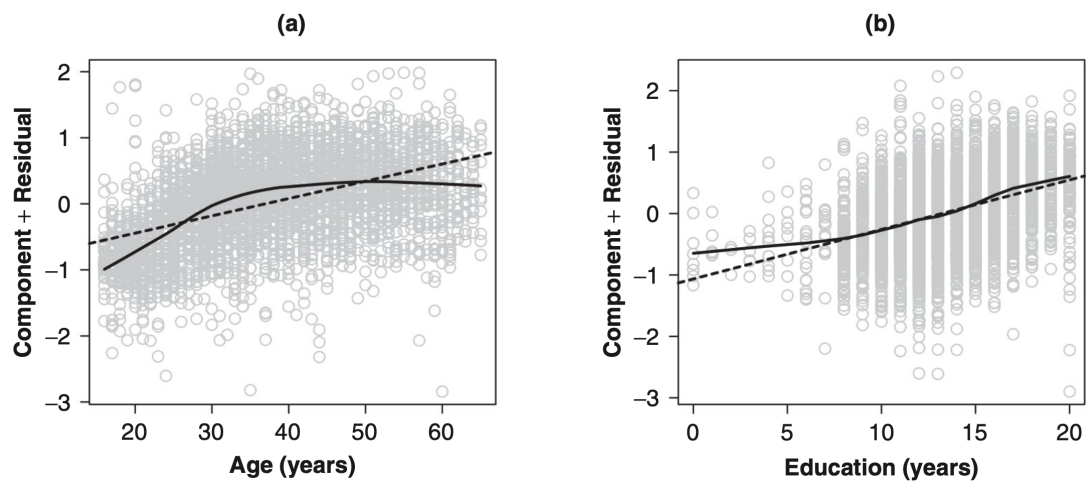 (a)
Component + Residual
2
1
0
−1
−2
−3
20 30 40 50 60
Age (years)
(b)
Component + Residual
2
1
0
−1
−2
−3
0 5 10 15 20
Education (years)